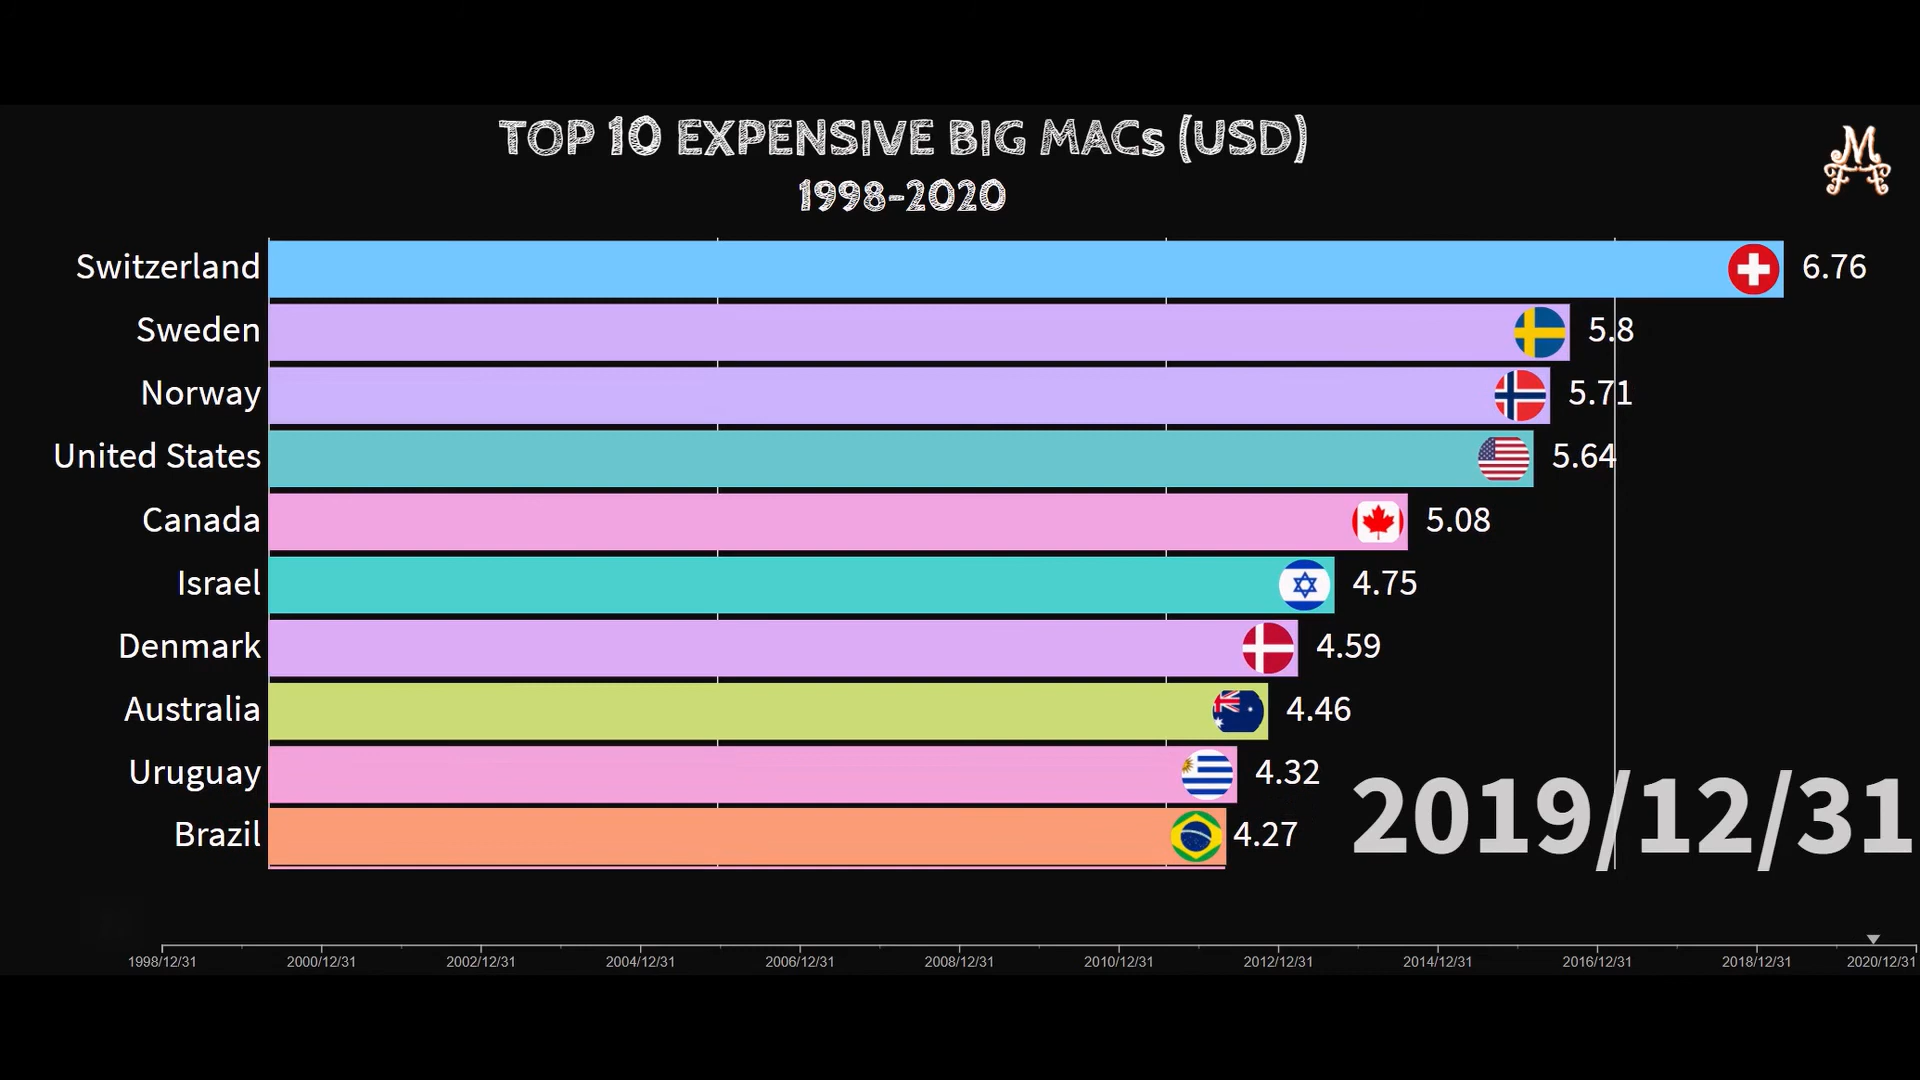 TOP 10 EXPENSIVE BIG MACs (USD)
1998-2020
Switzerland 6.76
Sweden 5.8
Norway 5.71
United States 5.64
Canada 5.08
Israel 4.75
Denmark 4.59
Australia 4.46
Uruguay 4.32
Brazil 4.27
2019/12/31
1998/12/31 2000/12/31 2002/12/31 2004/12/31 2006/12/31 2008/12/31 2010/12/31 2012/12/31 2014/12/31 2016/12/31 2018/12/31 2020/12/31